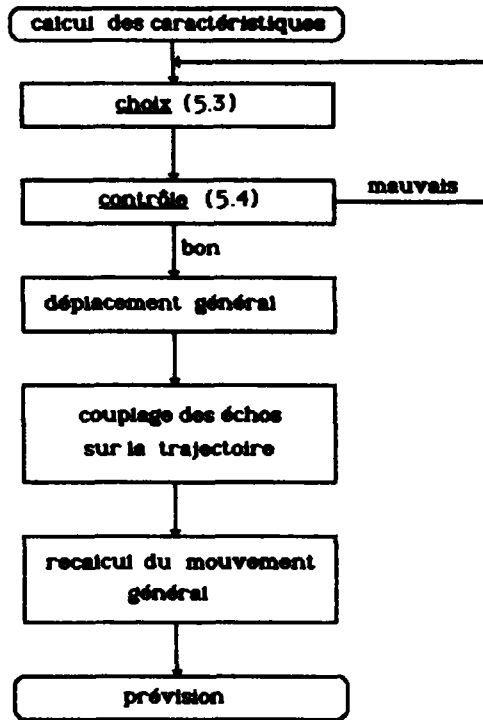 calcul des caractéristiques
choix (5.3)
contrôle (5.4)
mauvais
bon
déplacement général
couplage des échos
sur la trajectoire
recalcul du mouvement
général
prévision